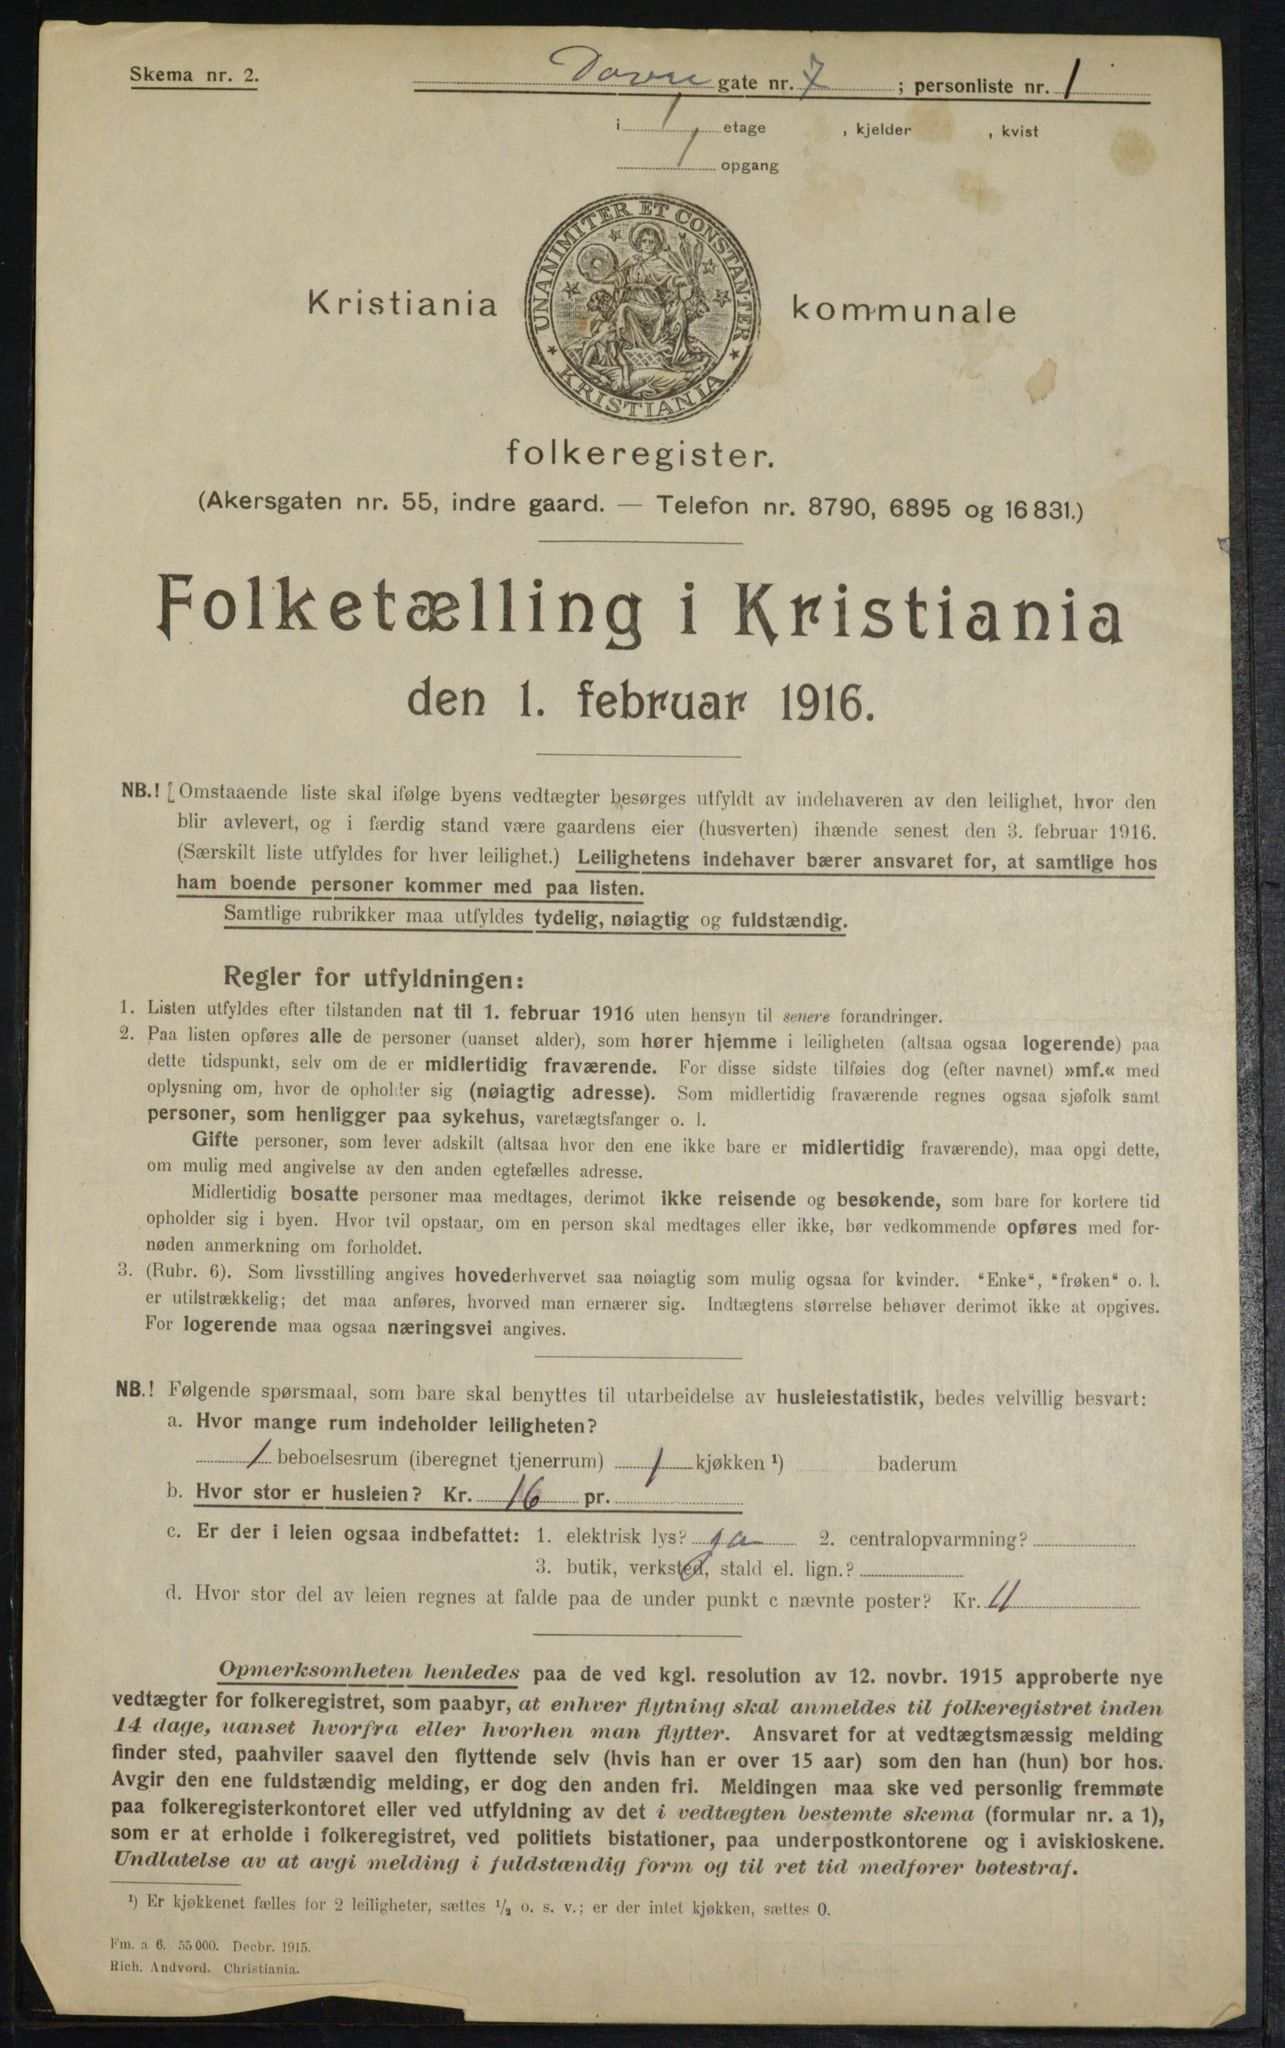 Skema nr. 2.
Dovre gate nr. 7 ; personliste nr. 1
i 1 etage , kjelder , kvist
1 opgang
UNANIMITER ET CONSTANTER
KRISTIANIA
Kristiania kommunale
folkeregister.
(Akersgaten nr. 55, indre gaard. — Telefon nr. 8790, 6895 og 16 831.)
Folketælling i Kristiania
den 1. februar 1916.
NB.! [Omstaaende liste skal ifølge byens vedtægter besørges utfyldt av indehaveren av den leilighet, hvor den
blir avlevert, og i færdig stand være gaardens eier (husverten) ihænde senest den 3. februar 1916.
(Særskilt liste utfyldes for hver leilighet.) Leilighetens indehaver bærer ansvaret for, at samtlige hos
ham boende personer kommer med paa listen.
Samtlige rubrikker maa utfyldes tydelig, nøiagtig og fuldstændig.
Regler for utfyldningen:
1. Listen utfyldes efter tilstanden nat til 1. februar 1916 uten hensyn til senere forandringer.
2. Paa listen opføres alle de personer (uanset alder), som hører hjemme i leiligheten (altsaa ogsaa logerende) paa
dette tidspunkt, selv om de er midlertidig fraværende. For disse sidste tilføies dog (efter navnet) »mf.« med
oplysning om, hvor de opholder sig (nøiagtig adresse). Som midlertidig fraværende regnes ogsaa sjøfolk samt
personer, som henligger paa sykehus, varetægtsfanger o. l.
Gifte personer, som lever adskilt (altsaa hvor den ene ikke bare er midlertidig fraværende), maa opgi dette,
om mulig med angivelse av den anden egtefælles adresse.
Midlertidig bosatte personer maa medtages, derimot ikke reisende og besøkende, som bare for kortere tid
opholder sig i byen. Hvor tvil opstaar, om en person skal medtages eller ikke, bør vedkommende opføres med for-
nøden anmerkning om forholdet.
3. (Rubr. 6). Som livsstilling angives hovederhvervet saa nøiagtig som mulig ogsaa for kvinder. "Enke", "frøken" o. l.
er utilstrækkelig; det maa anføres, hvorved man ernærer sig. Indtægtens størrelse behøver derimot ikke at opgives.
For logerende maa ogsaa næringsvei angives.
NB.! Følgende spørsmaal, som bare skal benyttes til utarbeidelse av husleiestatistik, bedes velvillig besvart:
a. Hvor mange rum indeholder leiligheten?
1 beboelsesrum (iberegnet tjenerrum) 1 kjøkken ¹) baderum
b. Hvor stor er husleien? Kr. 16 pr.
c. Er der i leien ogsaa indbefattet: 1. elektrisk lys? ja 2. centralopvarmning?
3. butik, verksted, stald el. lign.?
d. Hvor stor del av leien regnes at falde paa de under punkt c nævnte poster? Kr. 11
Opmerksomheten henledes paa de ved kgl. resolution av 12. novbr. 1915 approberte nye
vedtægter for folkeregistret, som paabyr, at enhver flytning skal anmeldes til folkeregistret inden
14 dage, uanset hvorfra eller hvorhen man flytter. Ansvaret for at vedtægtsmæssig melding
finder sted, paahviler saavel den flyttende selv (hvis han er over 15 aar) som den han (hun) bor hos.
Avgir den ene fuldstændig melding, er dog den anden fri. Meldingen maa ske ved personlig fremmøte
paa folkeregisterkontoret eller ved utfyldning av det i vedtægten bestemte skema (formular nr. a 1),
som er at erholde i folkeregistret, ved politiets bistationer, paa underpostkontorene og i aviskioskene.
Undlatelse av at avgi melding i fuldstændig form og til ret tid medfører bøtestraf.
¹) Er kjøkkenet fælles for 2 leiligheter, sættes ½ o. s. v.; er der intet kjøkken, sættes 0.
Fm. a 6. 55 000. Decbr. 1915.
Rich. Andvord. Christiania.